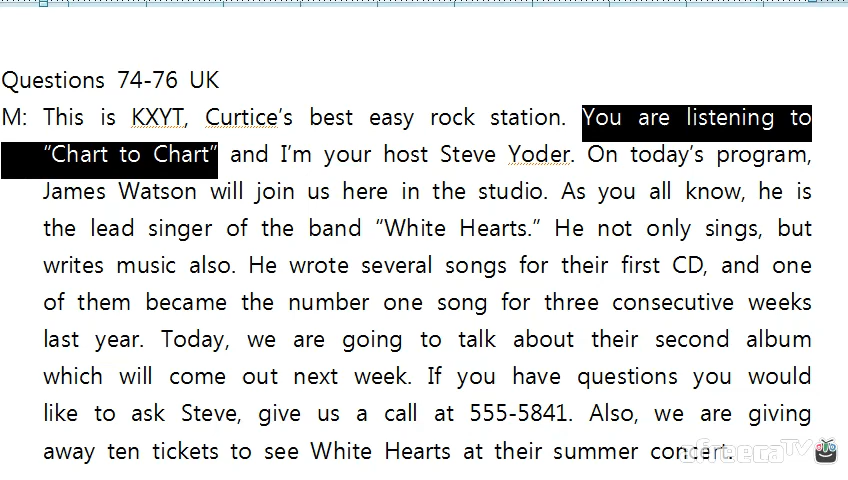 Questions 74-76 UK
M: This is KXYT, Curtice's best easy rock station. You are listening to
"Chart to Chart" and I'm your host Steve Yoder. On today's program,
James Watson will join us here in the studio. As you all know, he is
the lead singer of the band "White Hearts." He not only sings, but
writes music also. He wrote several songs for their first CD, and one
of them became the number one song for three consecutive weeks
last year. Today, we are going to talk about their second album
which will come out next week. If you have questions you would
like to ask Steve, give us a call at 555-5841. Also, we are giving
away ten tickets to see White Hearts at their summer concert.
afreecaTV